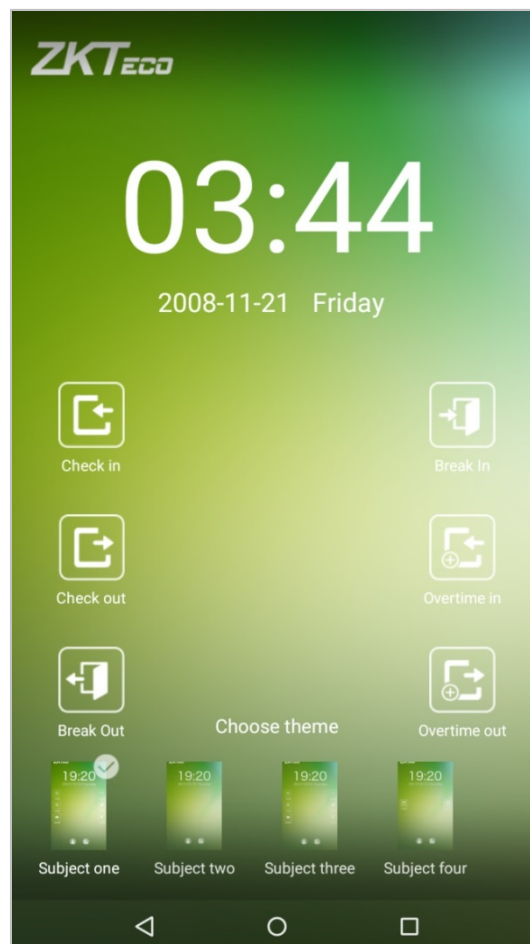 ZKTECO
03:44
2008-11-21 Friday
Check in
Break In
Check out
Overtime in
Break Out
Choose theme
Overtime out
19:20
19:20
19:20
19:20
Subject one
Subject two
Subject three
Subject four